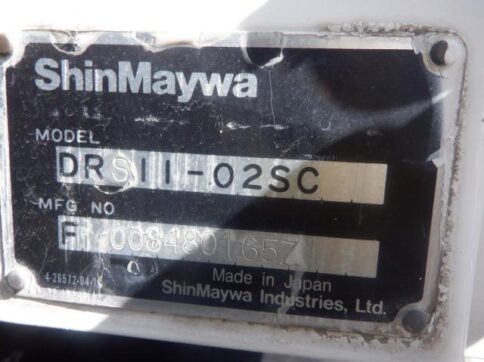 ShinMaywa
MODEL
DRS11-02SC
MFG NO
Made in Japan
ShinMaywa Industries, Ltd.